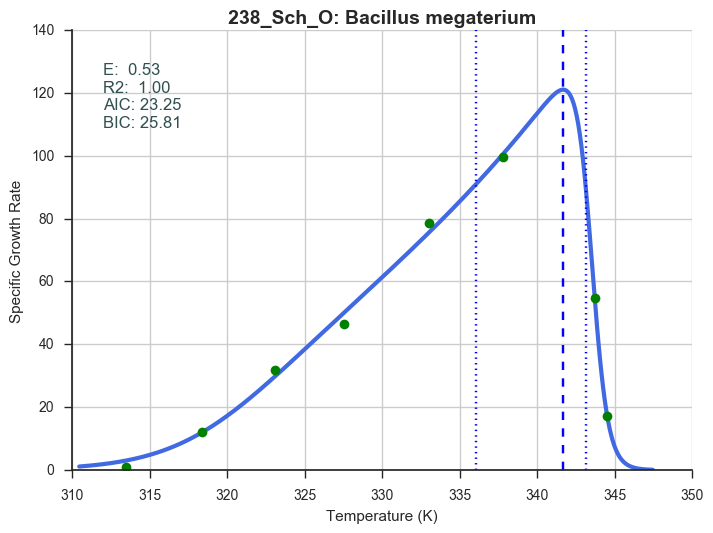 238_Sch_O: Bacillus megaterium
E:  0.53
R2:  1.00
AIC: 23.25
BIC: 25.81
Specific Growth Rate
140
120
100
80
60
40
20
0
310 315 320 325 330 335 340 345 350
Temperature (K)